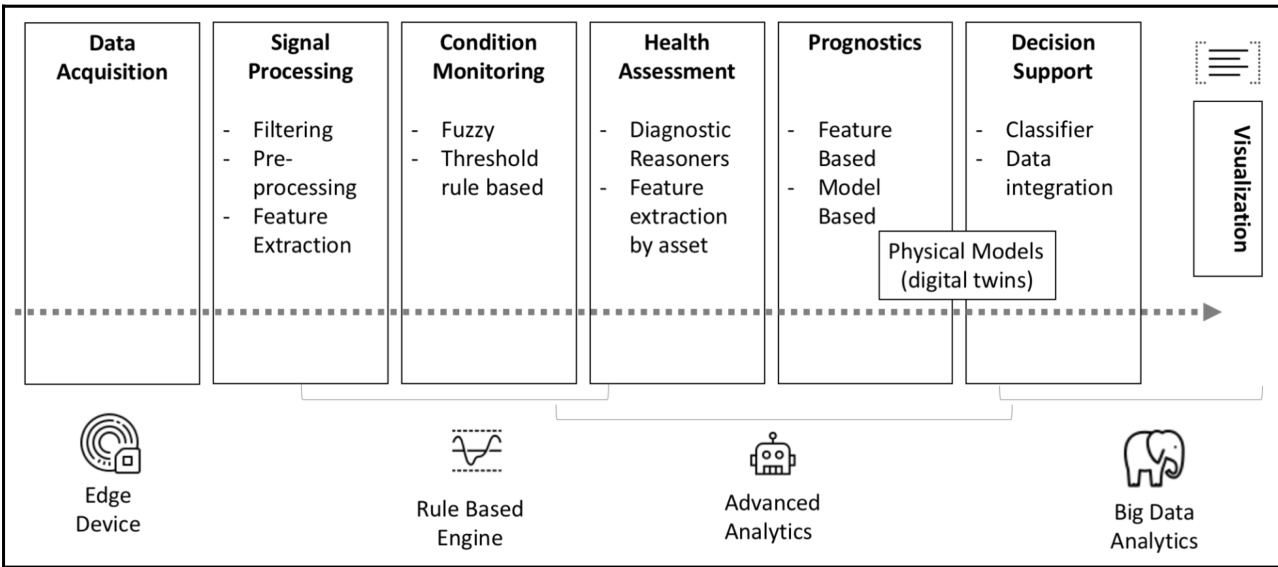 Data
Acquisition
Signal
Processing
- Filtering
- Pre-
processing
- Feature
Extraction
Condition
Monitoring
- Fuzzy
- Threshold
rule based
Health
Assessment
- Diagnostic
Reasoners
- Feature
extraction
by asset
Prognostics
- Feature
Based
- Model
Based
Decision
Support
- Classifier
- Data
integration
Physical Models
(digital twins)
Visualization
Edge
Device
Rule Based
Engine
Advanced
Analytics
Big Data
Analytics